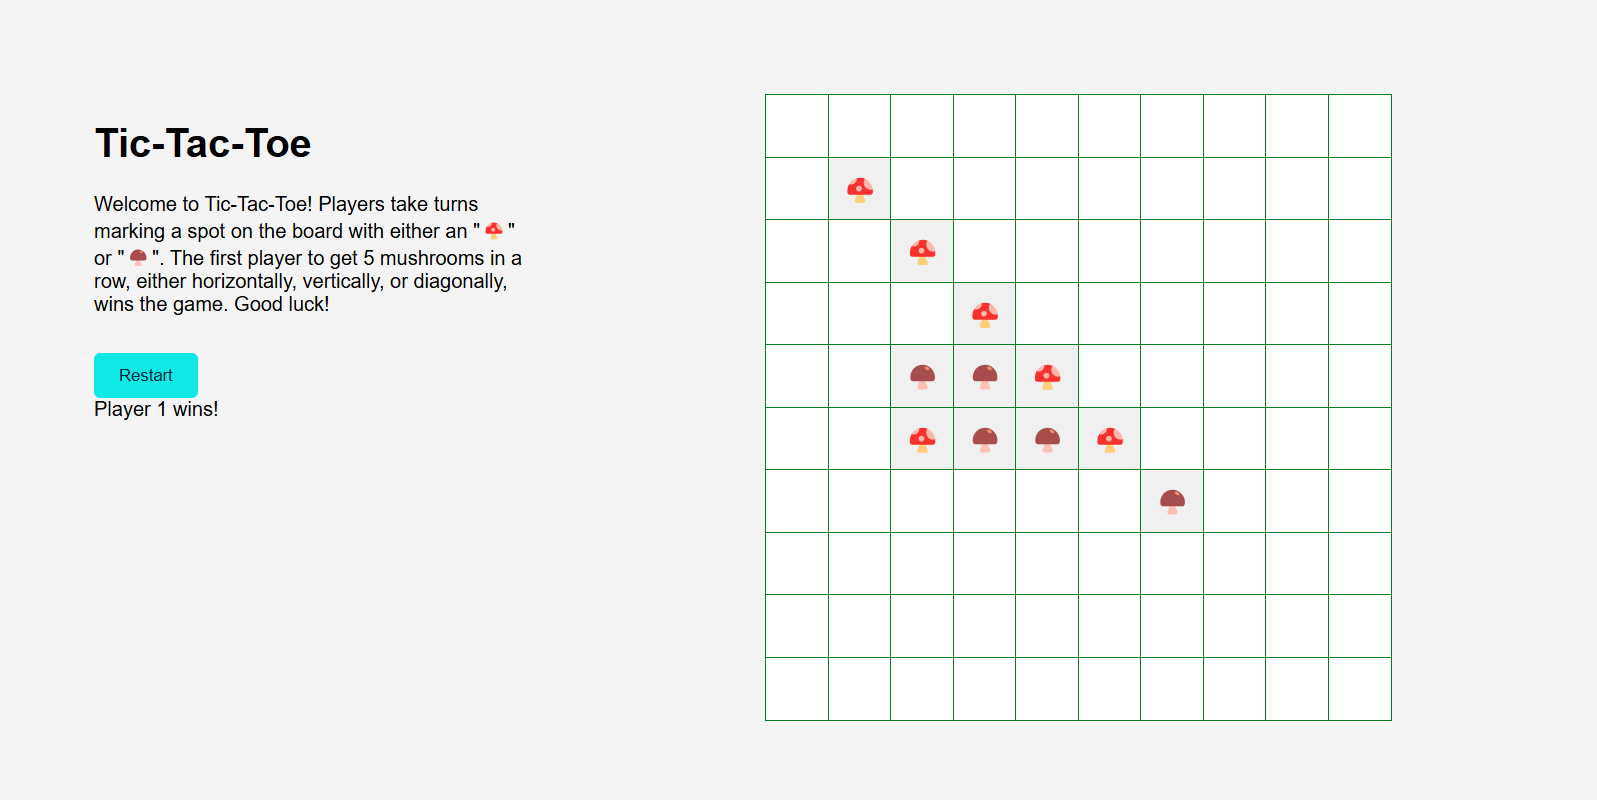 Tic-Tac-Toe
Welcome to Tic-Tac-Toe! Players take turns
marking a spot on the board with either an " 🍄 "
or " 🍄‍🟫 ". The first player to get 5 mushrooms in a
row, either horizontally, vertically, or diagonally,
wins the game. Good luck!
Restart
Player 1 wins!